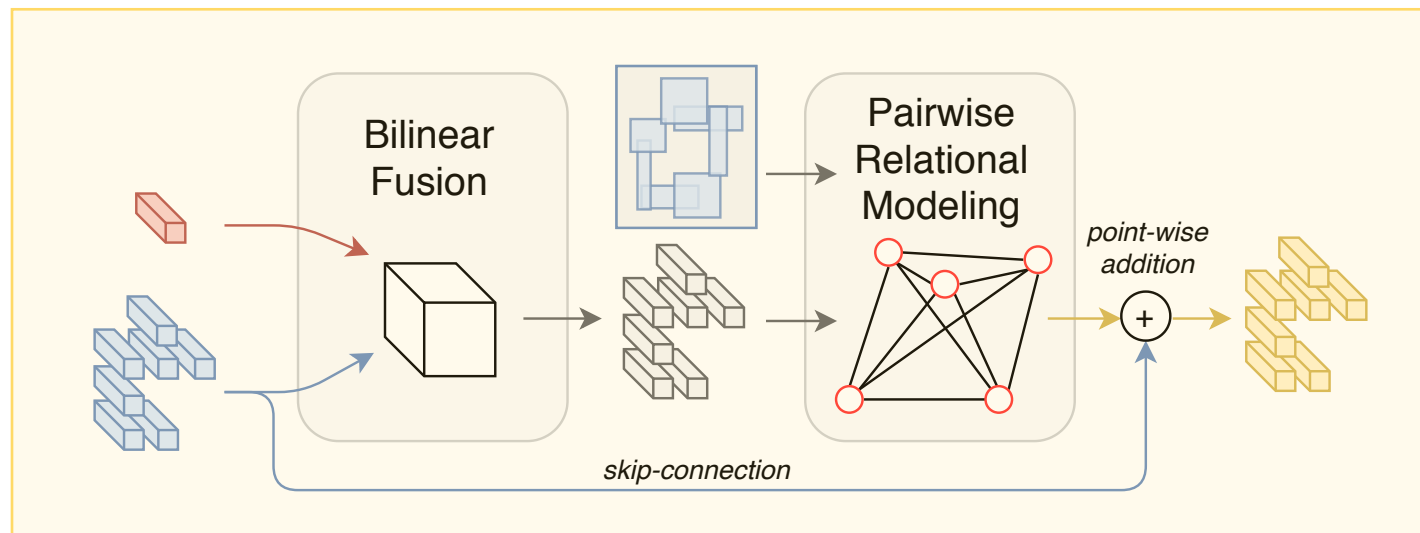 Bilinear
Fusion
Pairwise
Relational
Modeling
point-wise
addition
+
skip-connection